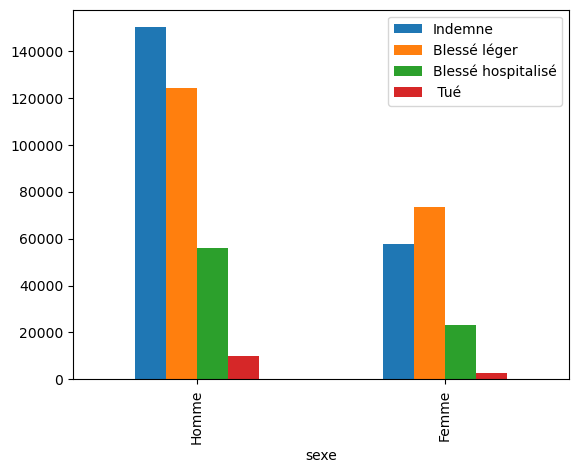 Indemne
Blessé léger
Blessé hospitalisé
Tué
140000
120000
100000
80000
60000
40000
20000
0
Homme
Femme
sexe